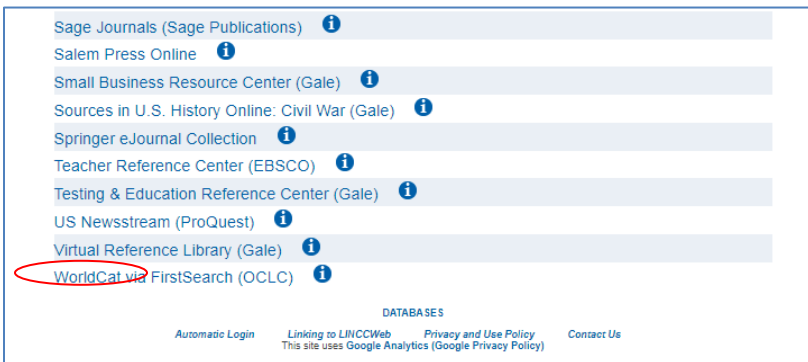 Sage Journals (Sage Publications)
Salem Press Online
Small Business Resource Center (Gale)
Sources in U.S. History Online: Civil War (Gale)
Springer eJournal Collection
Teacher Reference Center (EBSCO)
Testing & Education Reference Center (Gale)
US Newsstream (ProQuest)
Virtual Reference Library (Gale)
WorldCat via FirstSearch (OCLC)
DATABASES
Automatic Login Linking to LINCCWeb Privacy and Use Policy Contact Us
This site uses Google Analytics (Google Privacy Policy)